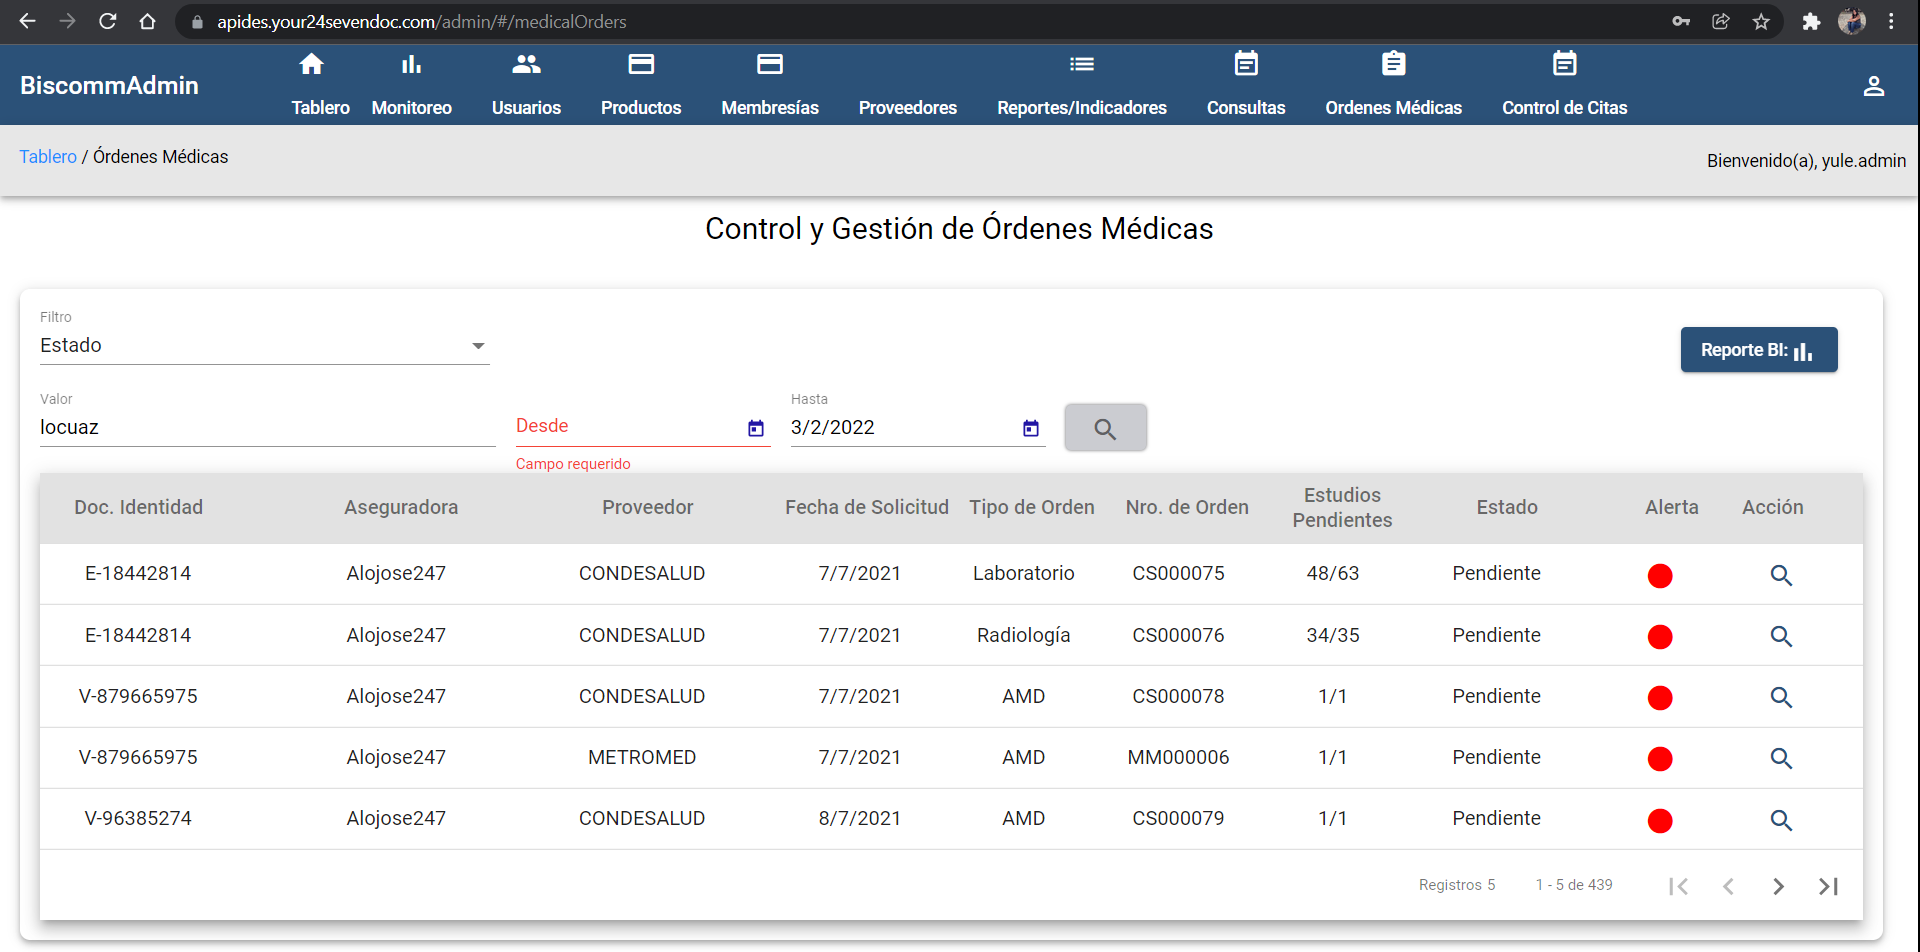 apides.your24sevendoc.com/admin/#/medicalOrders
BiscommAdmin
Tablero Monitoreo Usuarios Productos Membresías Proveedores Reportes/Indicadores Consultas Ordenes Médicas Control de Citas
Tablero / Órdenes Médicas
Bienvenido(a), yule.admin
Control y Gestión de Órdenes Médicas
Filtro
Estado
Reporte BI:
Valor Hasta
locuaz Desde 3/2/2022
Campo requerido
Doc. Identidad Aseguradora Proveedor Fecha de Solicitud Tipo de Orden Nro. de Orden Estudios Pendientes Estado Alerta Acción
E-18442814 Alojose247 CONDESALUD 7/7/2021 Laboratorio CS000075 48/63 Pendiente
E-18442814 Alojose247 CONDESALUD 7/7/2021 Radiología CS000076 34/35 Pendiente
V-879665975 Alojose247 CONDESALUD 7/7/2021 AMD CS000078 1/1 Pendiente
V-879665975 Alojose247 METROMED 7/7/2021 AMD MM000006 1/1 Pendiente
V-96385274 Alojose247 CONDESALUD 8/7/2021 AMD CS000079 1/1 Pendiente
Registros 5 1 - 5 de 439